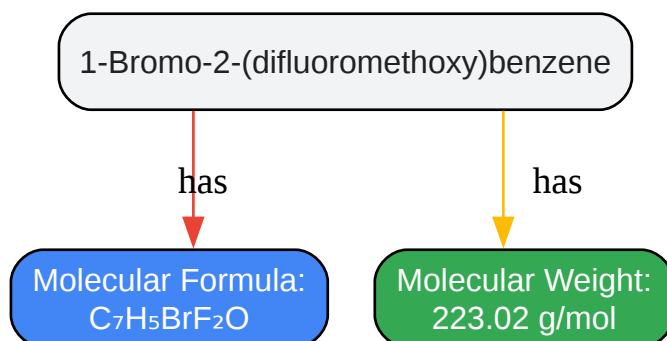 1-Bromo-2-(difluoromethoxy)benzene
has
has
Molecular Formula:
C₇H₅BrF₂O
Molecular Weight:
223.02 g/mol